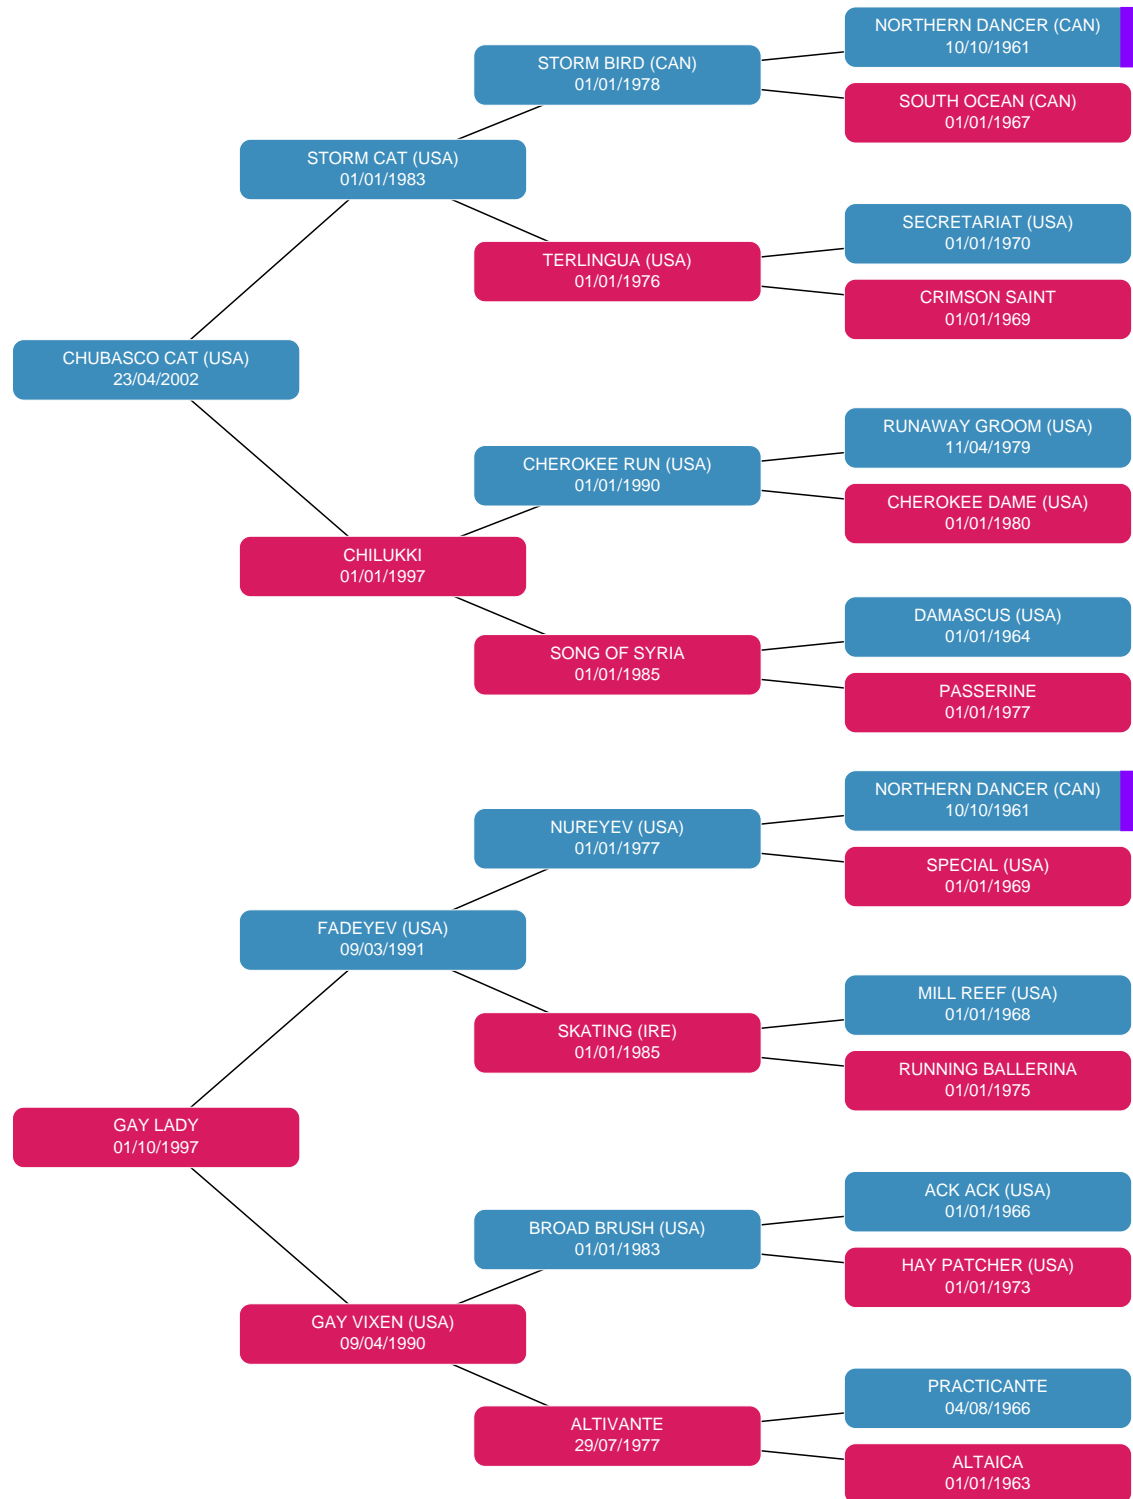 NORTHERN DANCER (CAN)
10/10/1961
STORM BIRD (CAN)
01/01/1978
SOUTH OCEAN (CAN)
01/01/1967
STORM CAT (USA)
01/01/1983
SECRETARIAT (USA)
01/01/1970
TERLINGUA (USA)
01/01/1976
CRIMSON SAINT
01/01/1969
CHUBASCO CAT (USA)
23/04/2002
RUNAWAY GROOM (USA)
11/04/1979
CHEROKEE RUN (USA)
01/01/1990
CHEROKEE DAME (USA)
01/01/1980
CHILUKKI
01/01/1997
DAMASCUS (USA)
01/01/1964
SONG OF SYRIA
01/01/1985
PASSERINE
01/01/1977
NORTHERN DANCER (CAN)
10/10/1961
NUREYEV (USA)
01/01/1977
SPECIAL (USA)
01/01/1969
FADEYEV (USA)
09/03/1991
MILL REEF (USA)
01/01/1968
SKATING (IRE)
01/01/1985
RUNNING BALLERINA
01/01/1975
GAY LADY
01/10/1997
ACK ACK (USA)
01/01/1966
BROAD BRUSH (USA)
01/01/1983
HAY PATCHER (USA)
01/01/1973
GAY VIXEN (USA)
09/04/1990
PRACTICANTE
04/08/1966
ALTIVANTE
29/07/1977
ALTAICA
01/01/1963